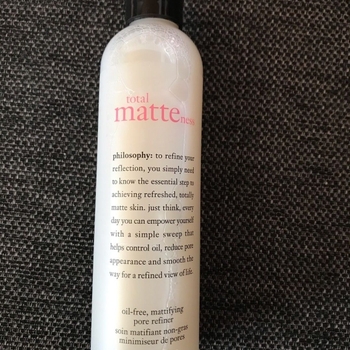 total
matteness
philosophy: to refine your
reflection, you simply need
to know the essential step to
achieving refreshed, totally
matte skin. just think, every
day you can empower yourself
with a simple sweep that
helps control oil, reduce pore
appearance and smooth the
way for a refined view of life.
oil-free, mattifying
pore refiner
soin matifiant non-gras
minimiseur de pores